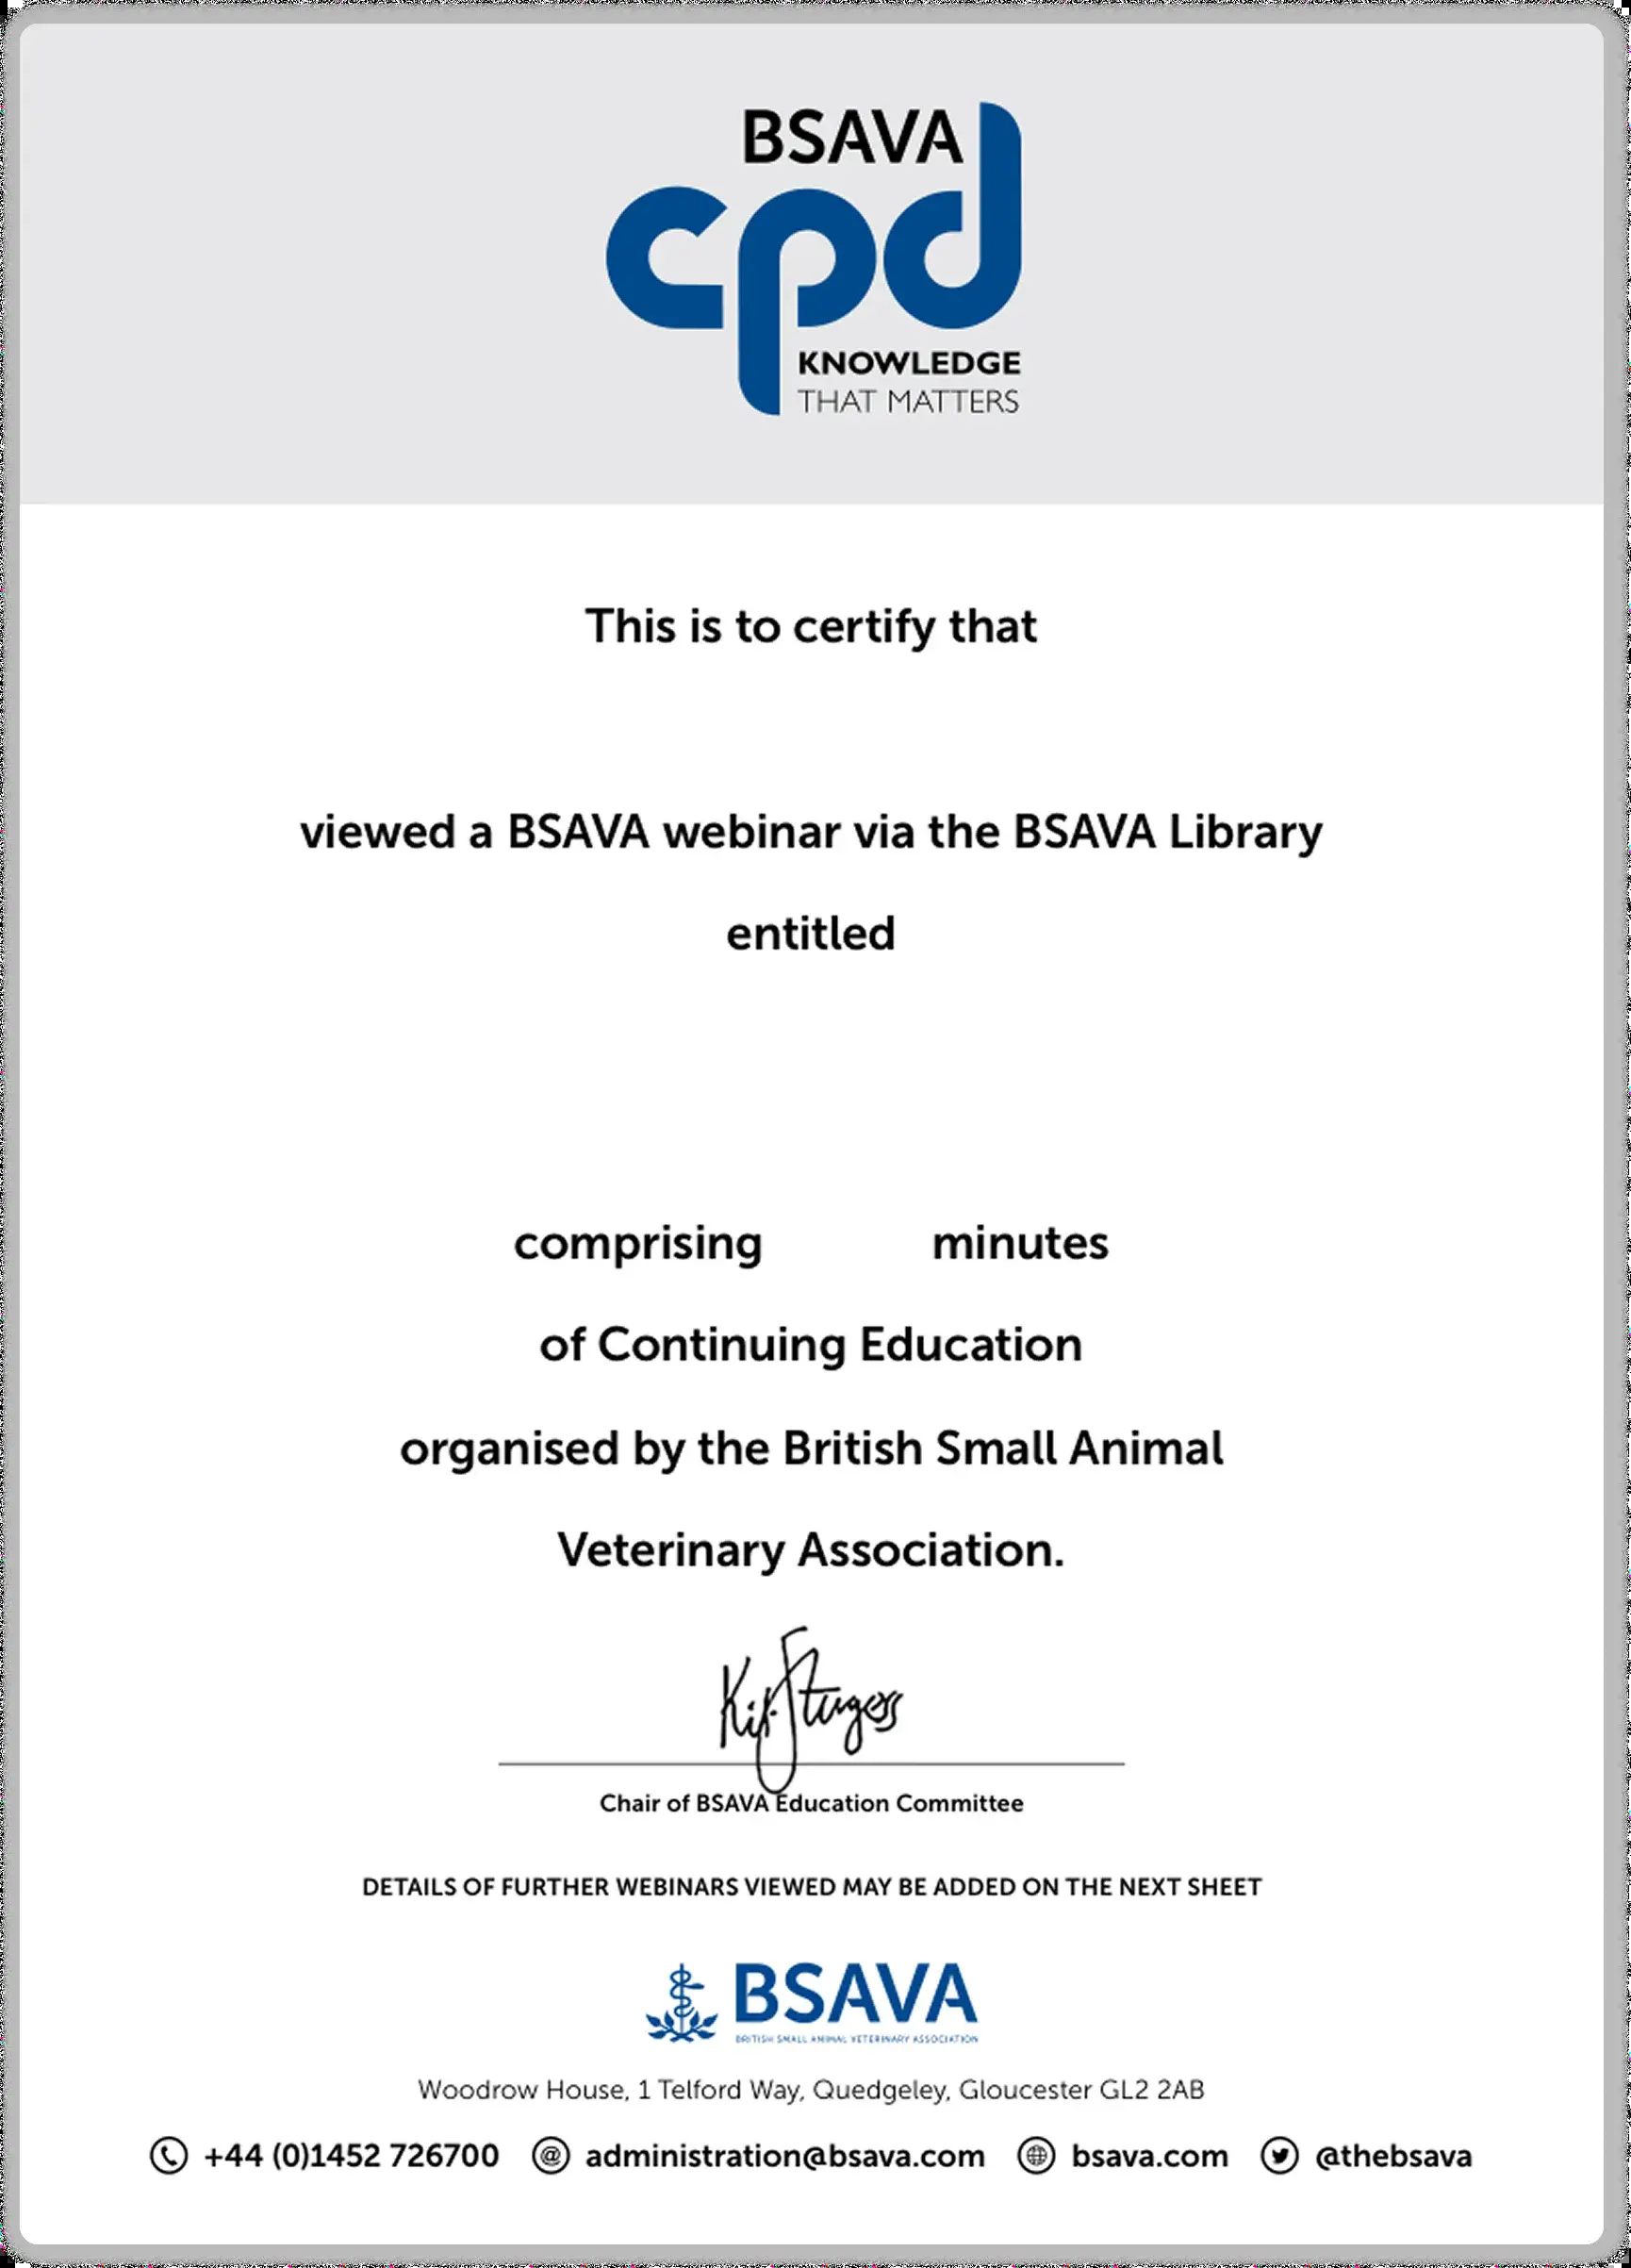 BSAVA
cpd
KNOWLEDGE
THAT MATTERS
This is to certify that
viewed a BSAVA webinar via the BSAVA Library
entitled
comprising minutes
of Continuing Education
organised by the British Small Animal
Veterinary Association.
Kit Sturgess
Chair of BSAVA Education Committee
DETAILS OF FURTHER WEBINARS VIEWED MAY BE ADDED ON THE NEXT SHEET
BSAVA
BRITISH SMALL ANIMAL VETERINARY ASSOCIATION
Woodrow House, 1 Telford Way, Quedgeley, Gloucester GL2 2AB
+44 (0)1452 726700 administration@bsava.com bsava.com @thebsava